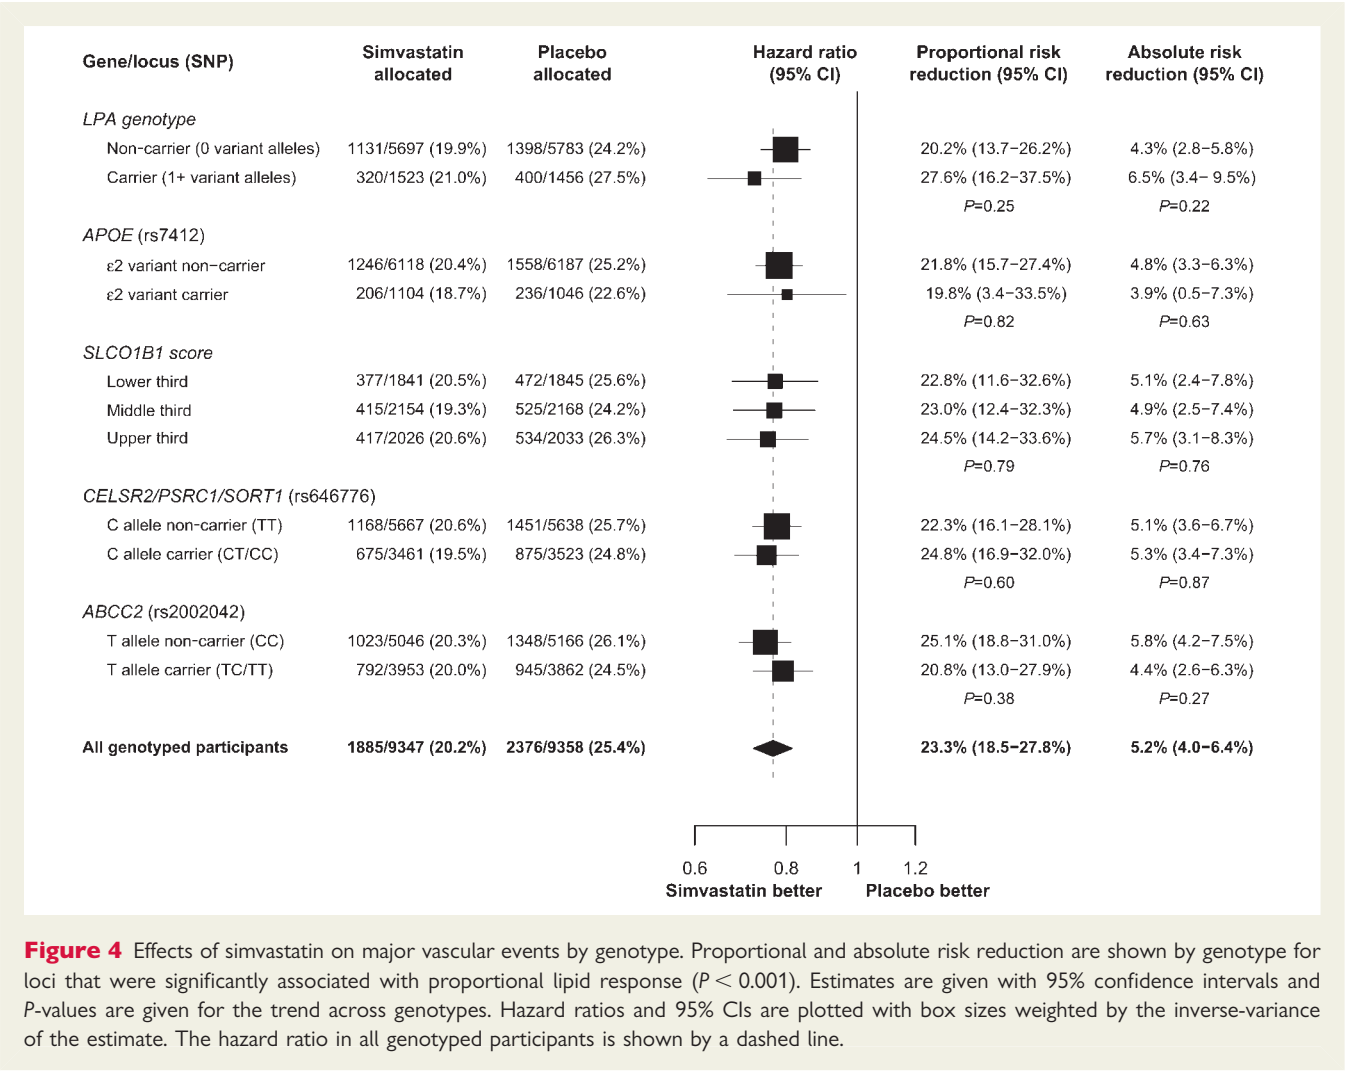 Gene/locus (SNP) Simvastatin allocated Placebo allocated Hazard ratio (95% CI) Proportional risk reduction (95% CI) Absolute risk reduction (95% CI)
LPA genotype
Non−carrier (0 variant alleles) 1131/5697 (19.9%) 1398/5783 (24.2%) 20.2% (13.7−26.2%) 4.3% (2.8−5.8%)
Carrier (1+ variant alleles) 320/1523 (21.0%) 400/1456 (27.5%) 27.6% (16.2−37.5%) 6.5% (3.4− 9.5%)
P=0.25 P=0.22
APOE (rs7412)
ε2 variant non−carrier 1246/6118 (20.4%) 1558/6187 (25.2%) 21.8% (15.7−27.4%) 4.8% (3.3−6.3%)
ε2 variant carrier 206/1104 (18.7%) 236/1046 (22.6%) 19.8% (3.4−33.5%) 3.9% (0.5−7.3%)
P=0.82 P=0.63
SLCO1B1 score
Lower third 377/1841 (20.5%) 472/1845 (25.6%) 22.8% (11.6−32.6%) 5.1% (2.4−7.8%)
Middle third 415/2154 (19.3%) 525/2168 (24.2%) 23.0% (12.4−32.3%) 4.9% (2.5−7.4%)
Upper third 417/2026 (20.6%) 534/2033 (26.3%) 24.5% (14.2−33.6%) 5.7% (3.1−8.3%)
P=0.79 P=0.76
CELSR2/PSRC1/SORT1 (rs646776)
C allele non−carrier (TT) 1168/5667 (20.6%) 1451/5638 (25.7%) 22.3% (16.1−28.1%) 5.1% (3.6−6.7%)
C allele carrier (CT/CC) 675/3461 (19.5%) 875/3523 (24.8%) 24.8% (16.9−32.0%) 5.3% (3.4−7.3%)
P=0.60 P=0.87
ABCC2 (rs2002042)
T allele non−carrier (CC) 1023/5046 (20.3%) 1348/5166 (26.1%) 25.1% (18.8−31.0%) 5.8% (4.2−7.5%)
T allele carrier (TC/TT) 792/3953 (20.0%) 945/3862 (24.5%) 20.8% (13.0−27.9%) 4.4% (2.6−6.3%)
P=0.38 P=0.27
All genotyped participants 1885/9347 (20.2%) 2376/9358 (25.4%) 23.3% (18.5−27.8%) 5.2% (4.0−6.4%)
0.6 0.8 1 1.2
Simvastatin better Placebo better
Figure 4 Effects of simvastatin on major vascular events by genotype. Proportional and absolute risk reduction are shown by genotype for
loci that were significantly associated with proportional lipid response (P < 0.001). Estimates are given with 95% confidence intervals and
P-values are given for the trend across genotypes. Hazard ratios and 95% CIs are plotted with box sizes weighted by the inverse-variance
of the estimate. The hazard ratio in all genotyped participants is shown by a dashed line.